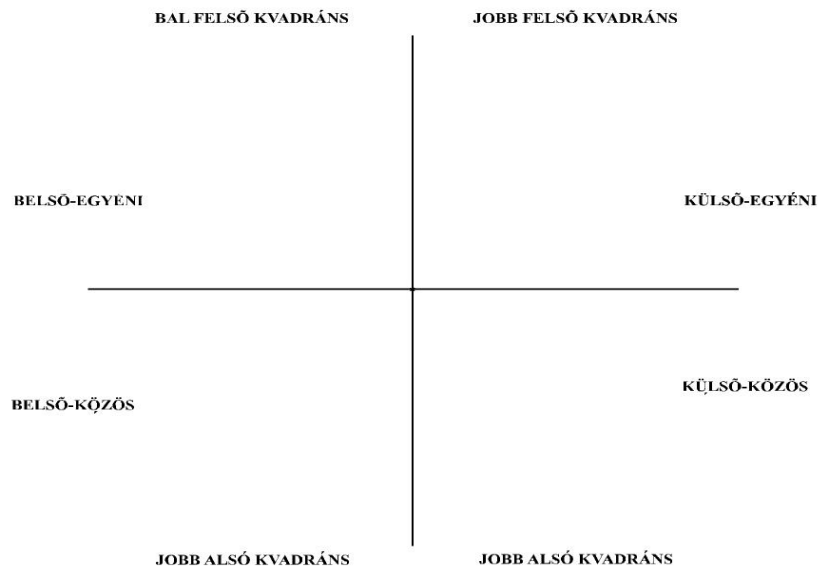 BAL FELSÕ KVADRÁNS
JOBB FELSÕ KVADRÁNS
BELSÕ-EGYÉNI
KÜLSÕ-EGYÉNI
BELSÕ-KÖZÖS
KÜLSÕ-KÖZÖS
JOBB ALSÓ KVADRÁNS
JOBB ALSÓ KVADRÁNS